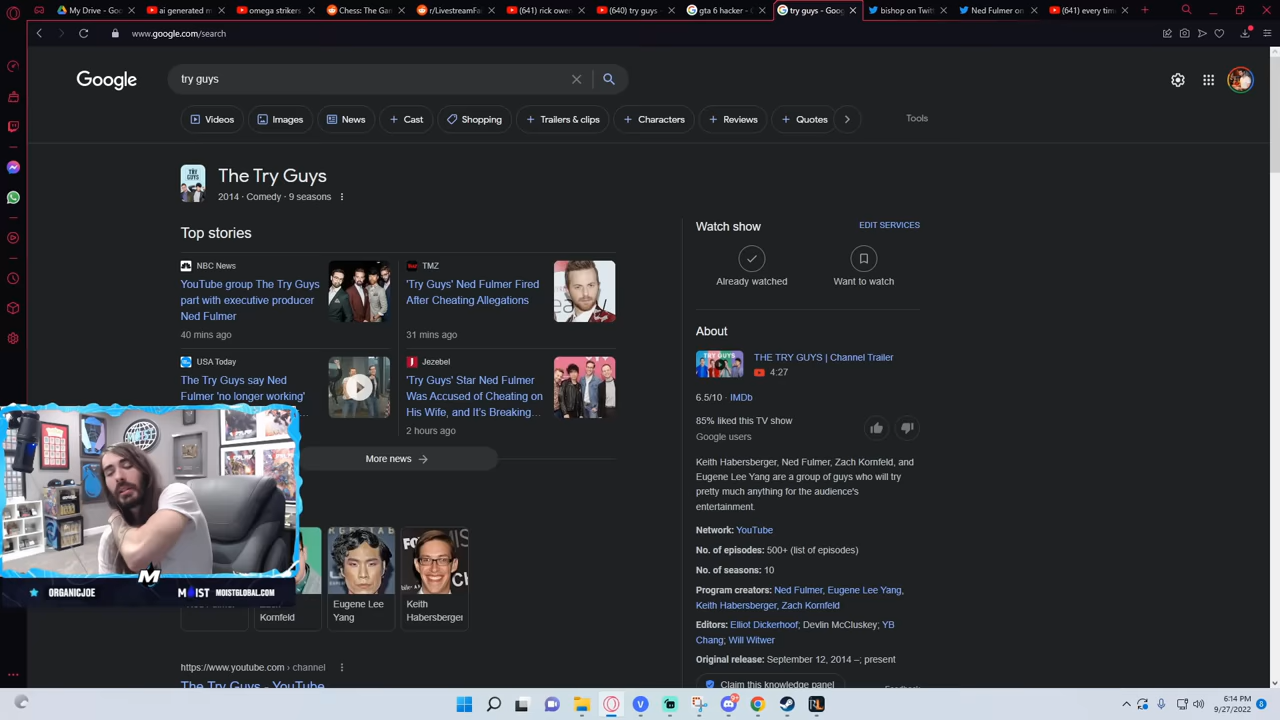 My Drive - Goo
ai generated m
omega strikers
Chess: The Gan
r/LivestreamFai
(641) rick owen
(640) try guys
gta 6 hacker - G
try guys - Goog
bishop on Twitt
Ned Fulmer on
(641) every time
www.google.com/search
Google
try guys
Videos
Images
News
Cast
Shopping
Trailers & clips
Characters
Reviews
Quotes
Tools
The Try Guys
2014 · Comedy · 9 seasons
Top stories
NBC News
YouTube group The Try Guys
part with executive producer
Ned Fulmer
40 mins ago
TMZ
'Try Guys' Ned Fulmer Fired
After Cheating Allegations
31 mins ago
USA Today
The Try Guys say Ned
Fulmer 'no longer working'
Jezebel
'Try Guys' Star Ned Fulmer
Was Accused of Cheating on
His Wife, and It's Breaking...
2 hours ago
More news
Eugene Lee
Yang
Keith
Habersberger
Kornfeld
ORGANICJOE
M
MOIST
MOISTGLOBAL.COM
https://www.youtube.com › channel
The Try Guys - YouTube
Watch show
EDIT SERVICES
Already watched
Want to watch
About
TRY GUYS
THE TRY GUYS | Channel Trailer
4:27
6.5/10 · IMDb
85% liked this TV show
Google users
Keith Habersberger, Ned Fulmer, Zach Kornfeld, and
Eugene Lee Yang are a group of guys who will try
pretty much anything for the audience's
entertainment.
Network: YouTube
No. of episodes: 500+ (list of episodes)
No. of seasons: 10
Program creators: Ned Fulmer, Eugene Lee Yang,
Keith Habersberger, Zach Kornfeld
Editors: Elliot Dickerhoof; Devlin McCluskey; YB
Chang; Will Witwer
Original release: September 12, 2014 –; present
Claim this knowledge panel
Feedback
5:14 PM
9/27/2022